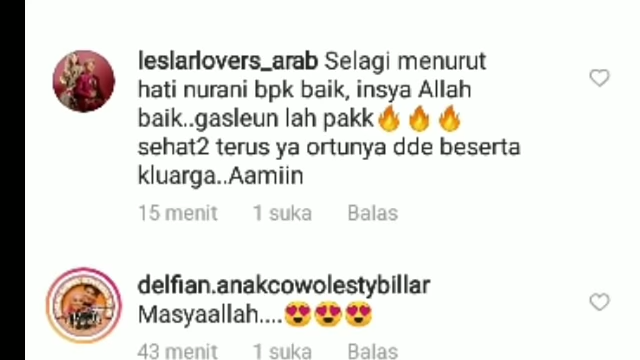 leslarlovers_arab Selagi menurut
hati nurani bpk baik, insya Allah
baik..gasleun lah pakk🔥🔥🔥
sehat2 terus ya ortunya dde beserta
kluarga..Aamiin
15 menit 1 suka Balas
delfian.anakcowolestybillar
Masyaallah....😍😍😍
43 menit 1 suka Balas